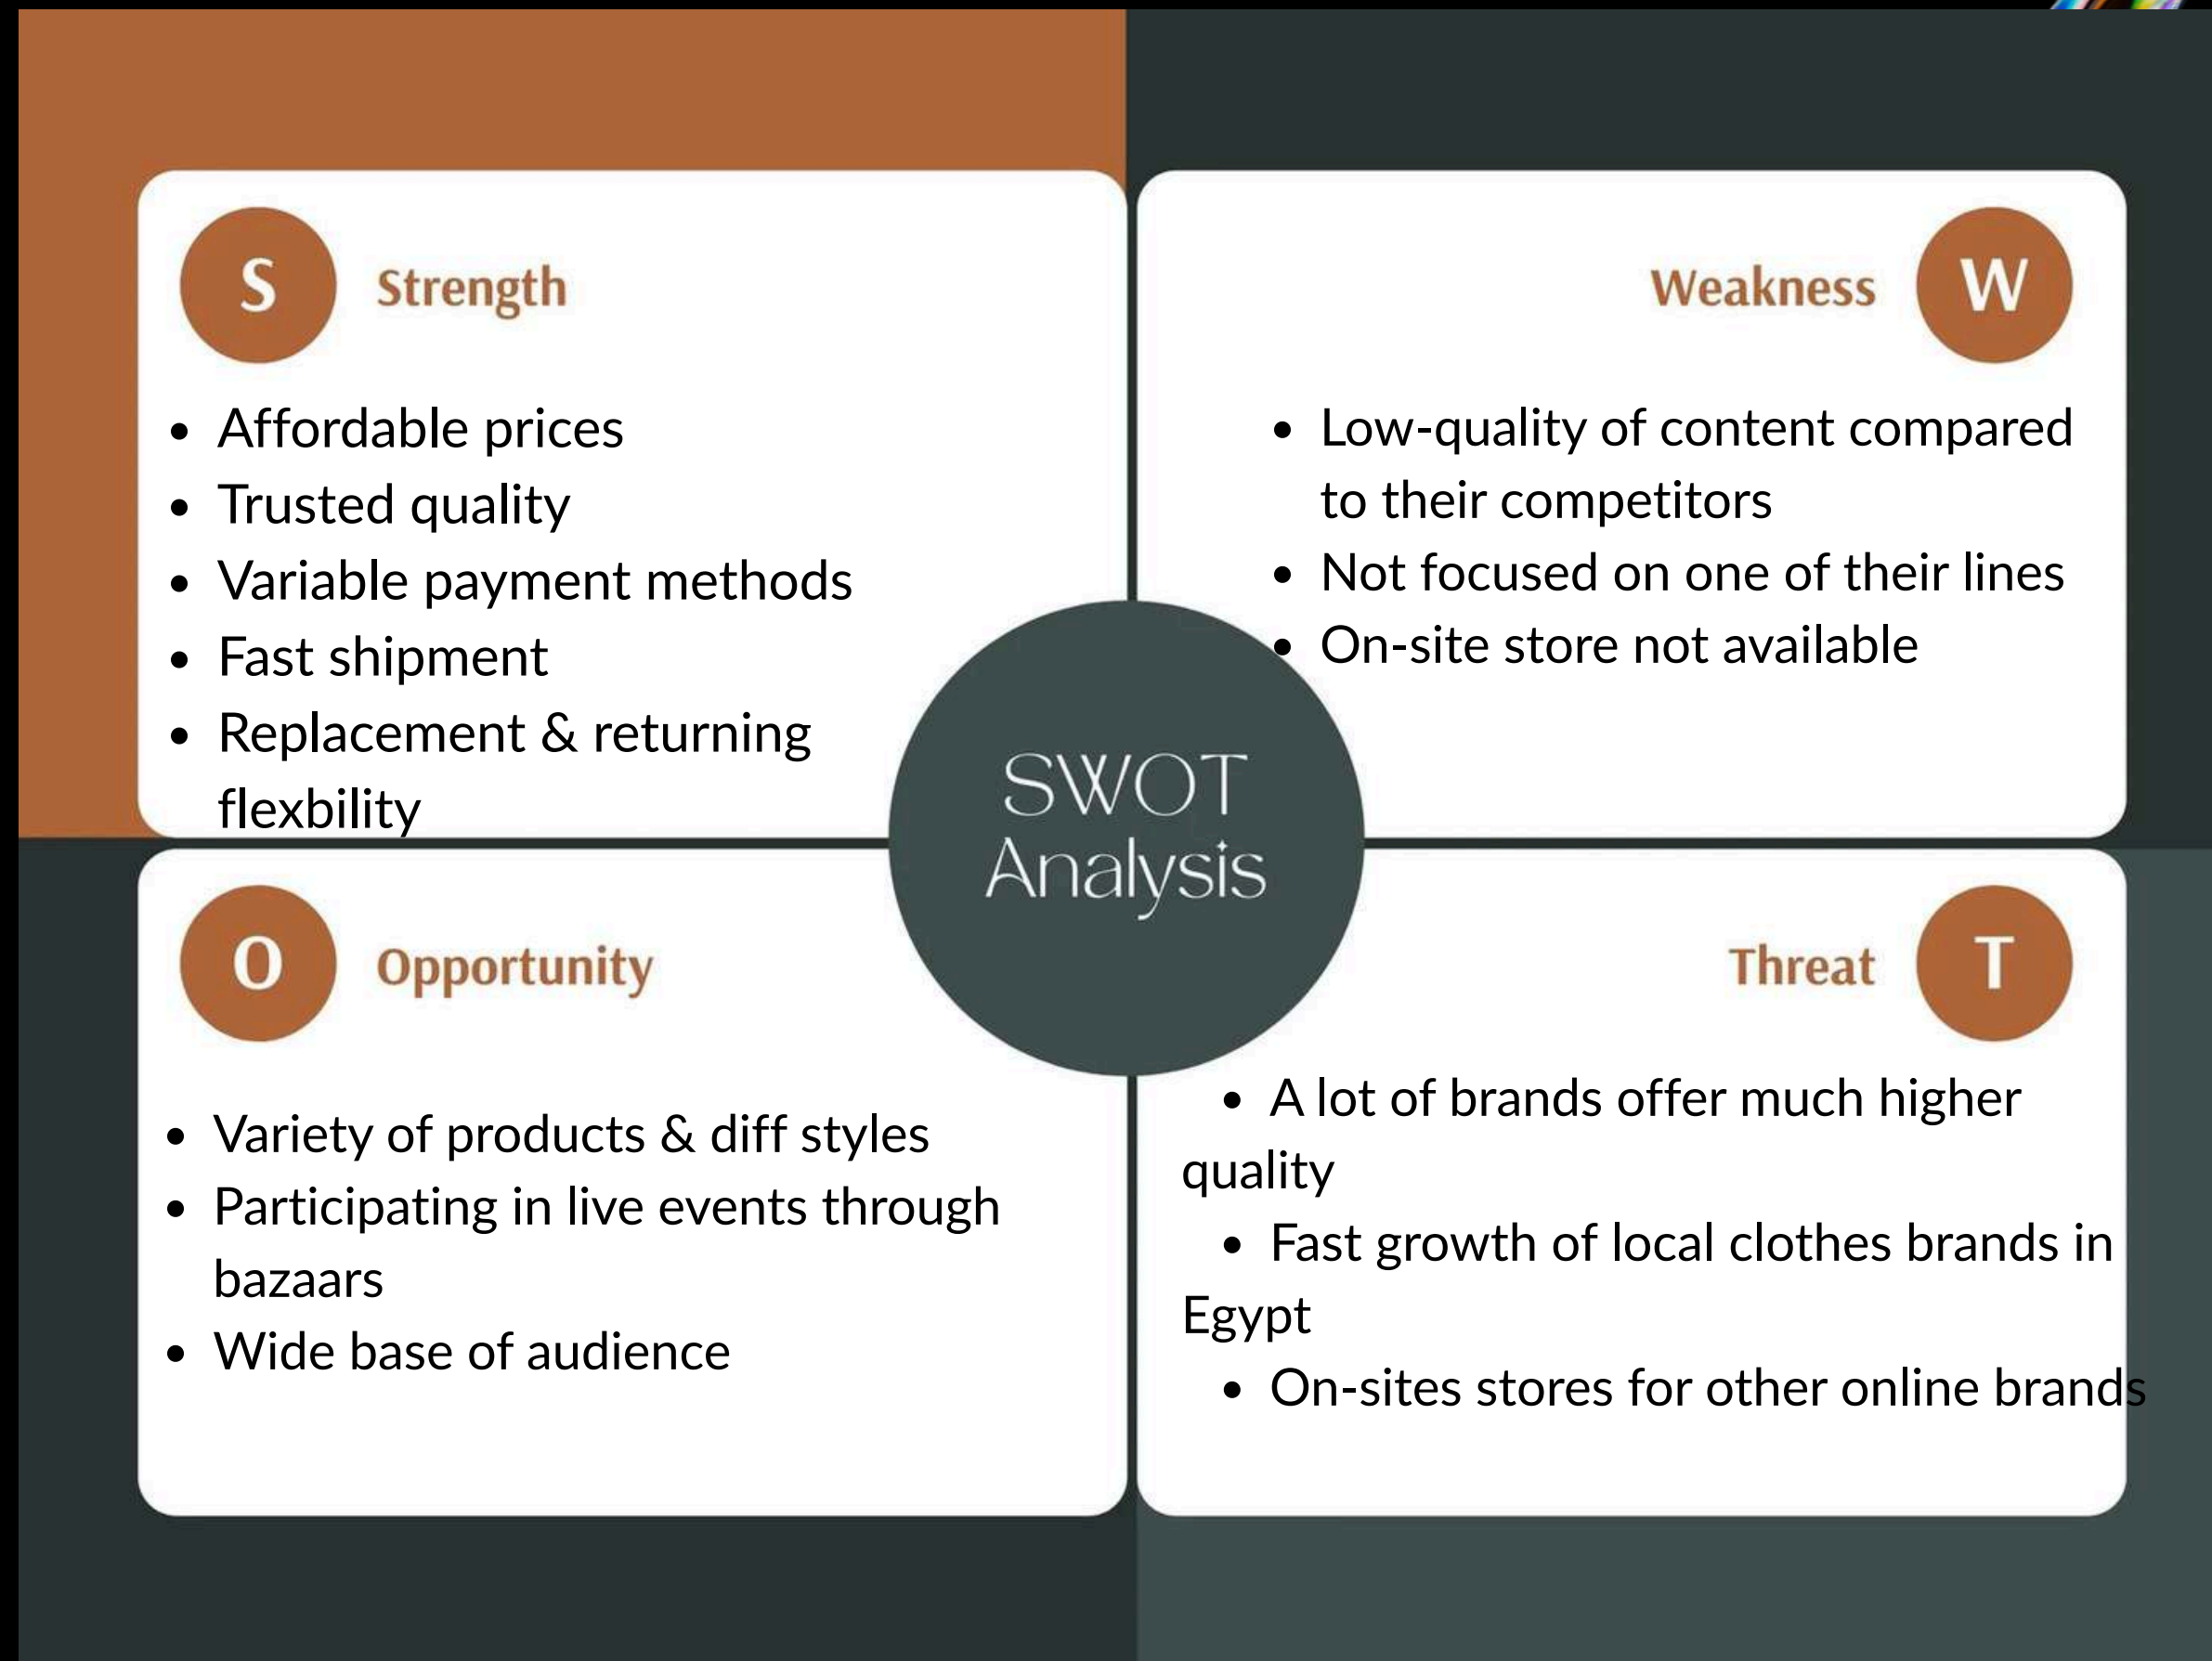 S
Strength
• Affordable prices
• Trusted quality
• Variable payment methods
• Fast shipment
• Replacement & returning
flexbility
Weakness
W
• Low-quality of content compared
to their competitors
• Not focused on one of their lines
• On-site store not available
SWOT
Analysis
O
Opportunity
• Variety of products & diff styles
• Participating in live events through
bazaars
• Wide base of audience
Threat
T
• A lot of brands offer much higher
quality
• Fast growth of local clothes brands in
Egypt
• On-sites stores for other online brands